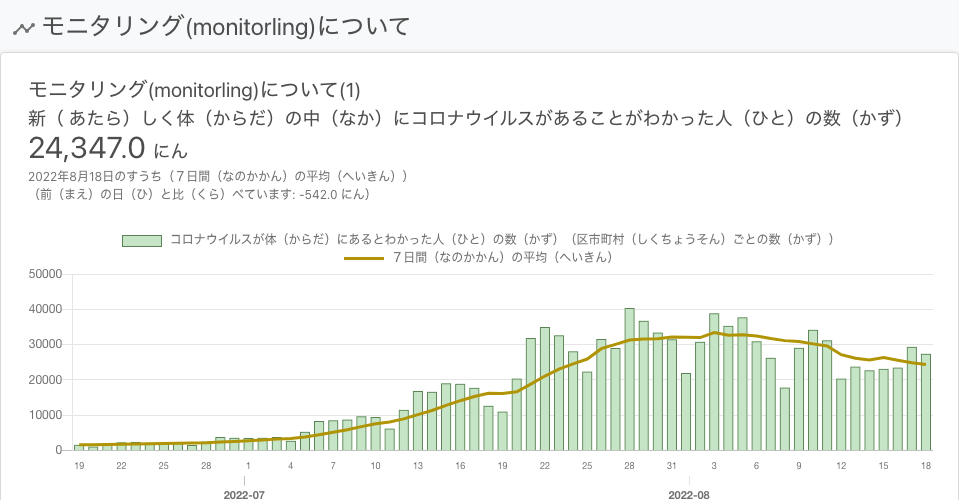 モニタリング(monitorling)について
モニタリング(monitorling)について(1)
新（ あたら）しく体（からだ）の中（なか）にコロナウイルスがあることがわかった人（ひと）の数（かず）
24,347.0 にん
2022年8月18日のすうち（７日間（なのかかん）の平均（へいきん））
（前（まえ）の日（ひ）と比（くら）べています: -542.0 にん）
コロナウイルスが体（からだ）にあるとわかった人（ひと）の数（かず）（区市町村（しくちょうそん）ごとの数（かず））
７日間（なのかかん）の平均（へいきん）
50000
40000
30000
20000
10000
0
19 22 25 28 1 4 7 10 13 16 19 22 25 28 31 3 6 9 12 15 18
2022-07 2022-08